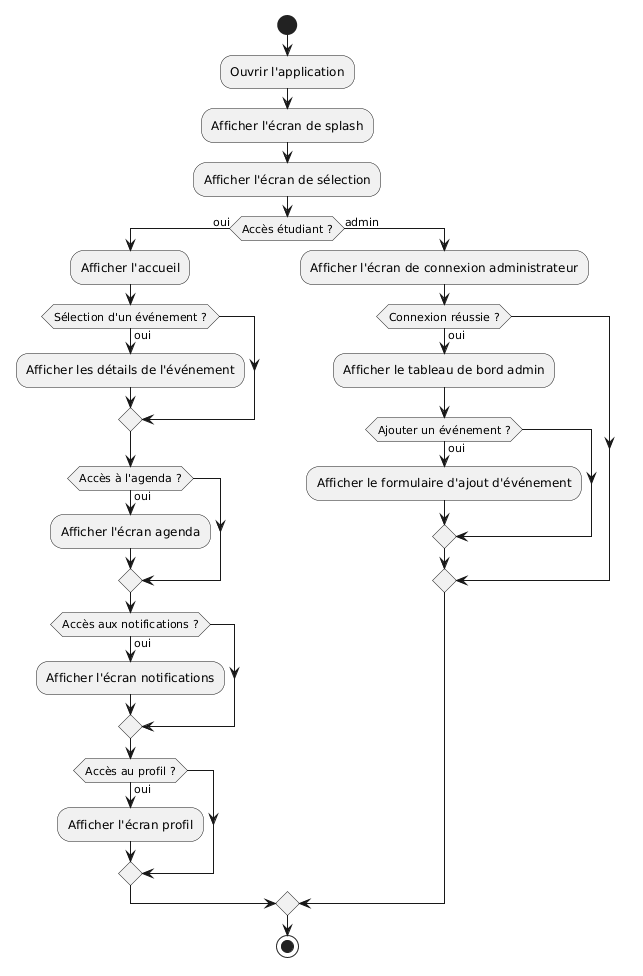 Ouvrir l'application
Afficher l'écran de splash
Afficher l'écran de sélection
oui
Accès étudiant ?
admin
Afficher l'accueil
Sélection d'un événement ?
oui
Afficher les détails de l'événement
Accès à l'agenda ?
oui
Afficher l'écran agenda
Accès aux notifications ?
oui
Afficher l'écran notifications
Accès au profil ?
oui
Afficher l'écran profil
Afficher l'écran de connexion administrateur
Connexion réussie ?
oui
Afficher le tableau de bord admin
Ajouter un événement ?
oui
Afficher le formulaire d'ajout d'événement